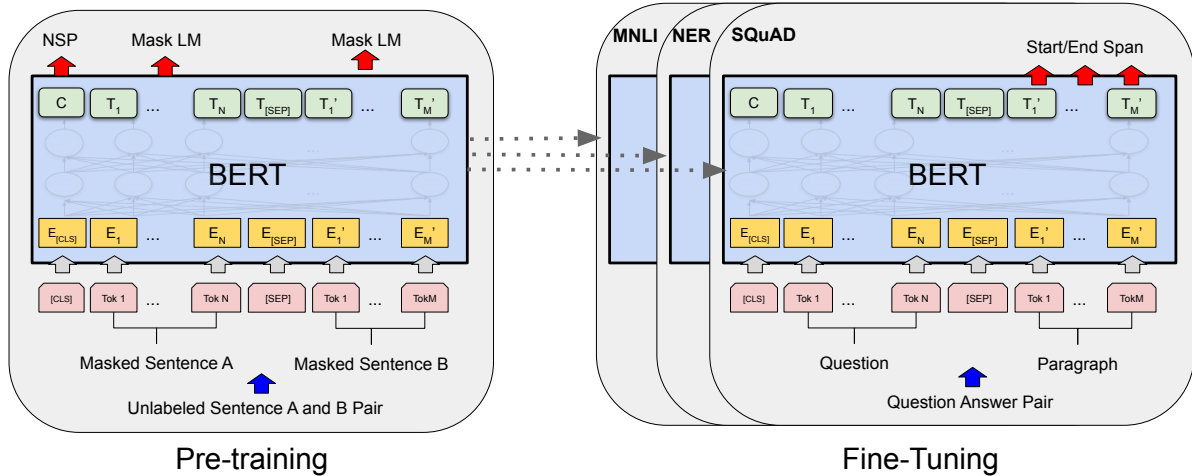 NSP Mask LM Mask LM
C T1 ... TN T[SEP] T1' ... TM'
...
BERT
...
E[CLS] E1 ... EN E[SEP] E1' ... EM'
[CLS] Tok 1 ... Tok N [SEP] Tok 1 ... TokM
Masked Sentence A Masked Sentence B
Unlabeled Sentence A and B Pair
Pre-training
MNLI NER SQuAD
Start/End Span
C T1 ... TN T[SEP] T1' ... TM'
...
BERT
...
E[CLS] E1 ... EN E[SEP] E1' ... EM'
[CLS] Tok 1 ... Tok N [SEP] Tok 1 ... TokM
Question Paragraph
Question Answer Pair
Fine-Tuning